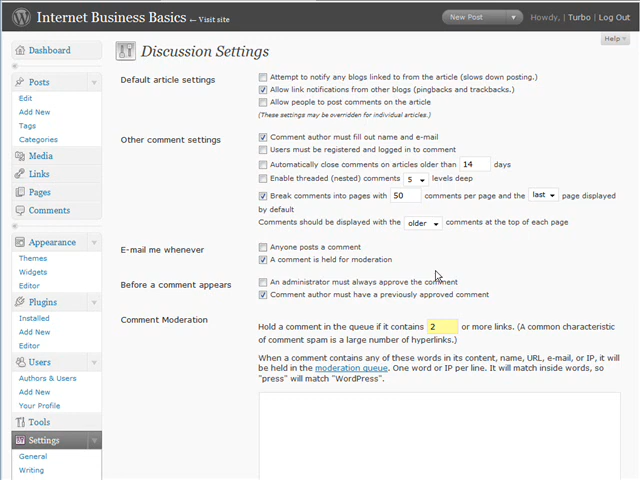 Internet Business Basics ← Visit site
New Post
Howdy, | Turbo | Log Out
Help
Discussion Settings
Dashboard
Posts
Edit
Add New
Tags
Categories
Media
Links
Pages
Comments
Appearance
Themes
Widgets
Editor
Plugins
Installed
Add New
Editor
Users
Authors & Users
Add New
Your Profile
Tools
Settings
General
Writing
Default article settings
Attempt to notify any blogs linked to from the article (slows down posting.)
Allow link notifications from other blogs (pingbacks and trackbacks.)
Allow people to post comments on the article
(These settings may be overridden for individual articles.)
Other comment settings
Comment author must fill out name and e-mail
Users must be registered and logged in to comment
Automatically close comments on articles older than 14 days
Enable threaded (nested) comments 5 levels deep
Break comments into pages with 50 comments per page and the last page displayed
by default
Comments should be displayed with the older comments at the top of each page
E-mail me whenever
Anyone posts a comment
A comment is held for moderation
Before a comment appears
An administrator must always approve the comment
Comment author must have a previously approved comment
Comment Moderation
Hold a comment in the queue if it contains 2 or more links. (A common characteristic
of comment spam is a large number of hyperlinks.)
When a comment contains any of these words in its content, name, URL, e-mail, or IP, it will
be held in the moderation queue. One word or IP per line. It will match inside words, so
"press" will match "WordPress".